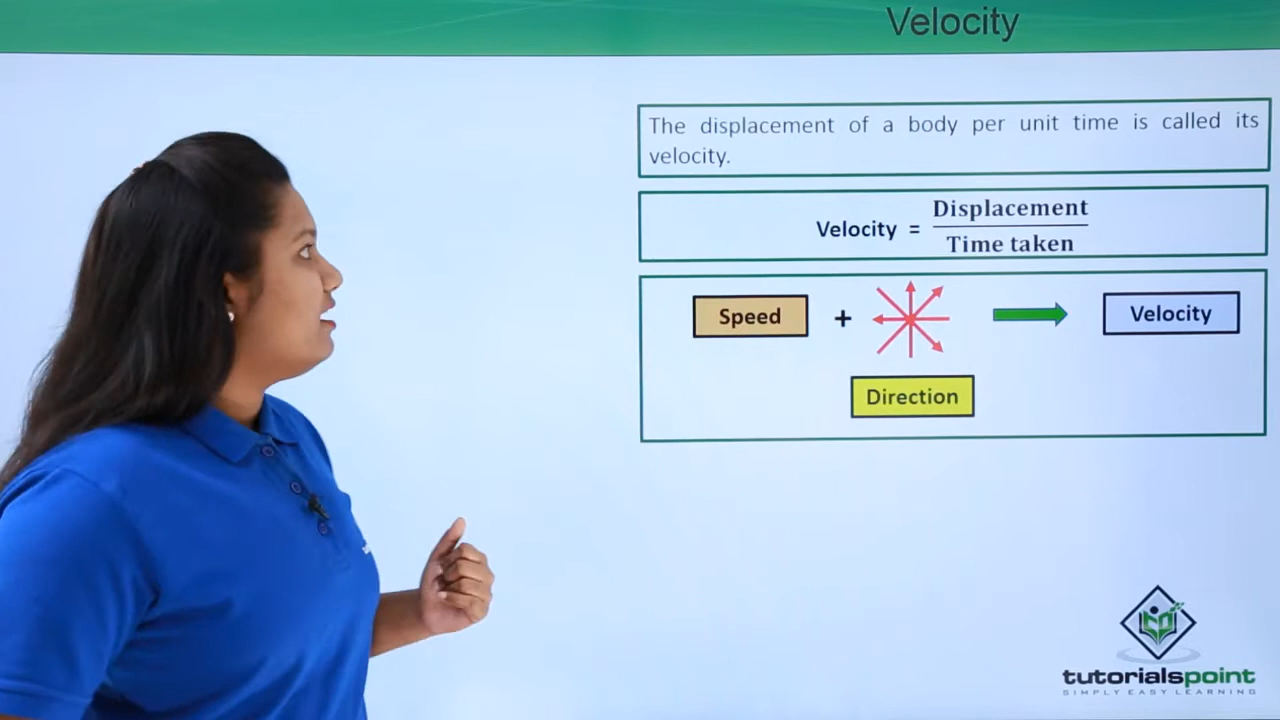 Velocity
The displacement of a body per unit time is called its
velocity.
Velocity = Displacement
Time taken
Speed + Velocity
Direction
tutorialspoint
SIMPLY EASY LEARNING